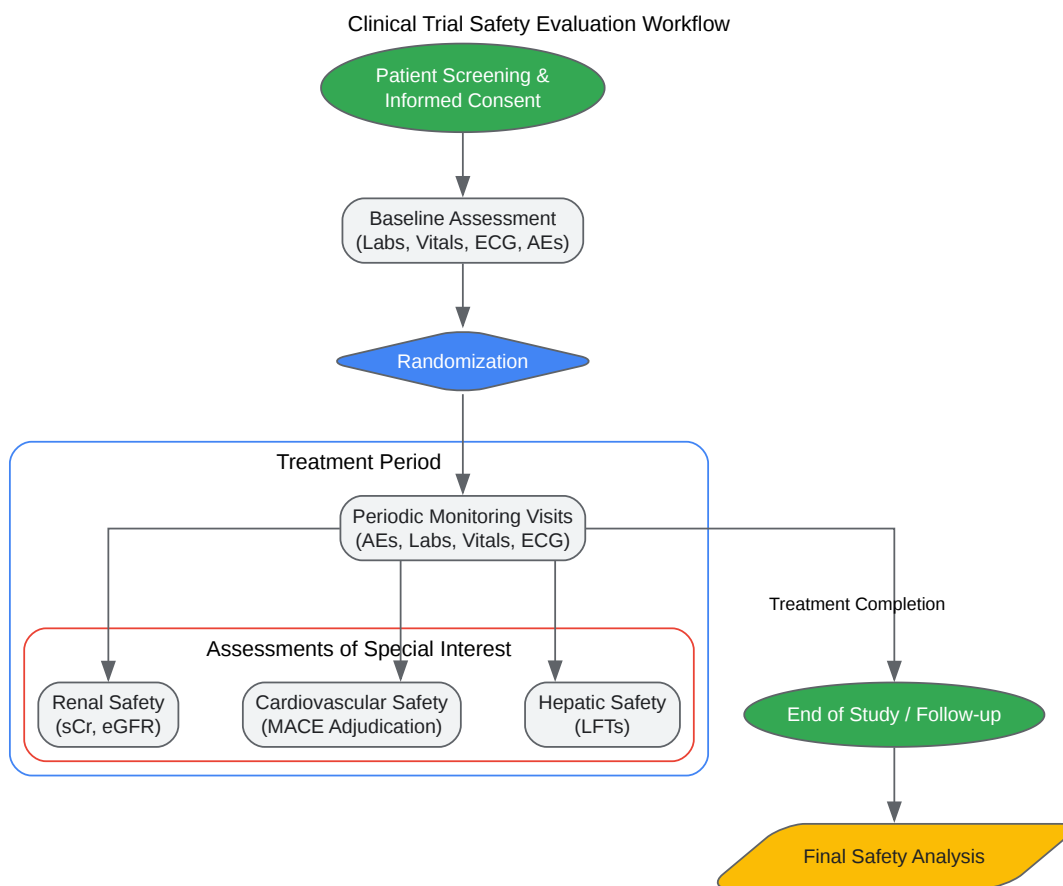 Clinical Trial Safety Evaluation Workflow
Patient Screening &
Informed Consent
Baseline Assessment
(Labs, Vitals, ECG, AEs)
Randomization
Treatment Period
Periodic Monitoring Visits
(AEs, Labs, Vitals, ECG)
Treatment Completion
Assessments of Special Interest
Renal Safety
(sCr, eGFR)
Cardiovascular Safety
(MACE Adjudication)
Hepatic Safety
(LFTs)
End of Study / Follow-up
Final Safety Analysis